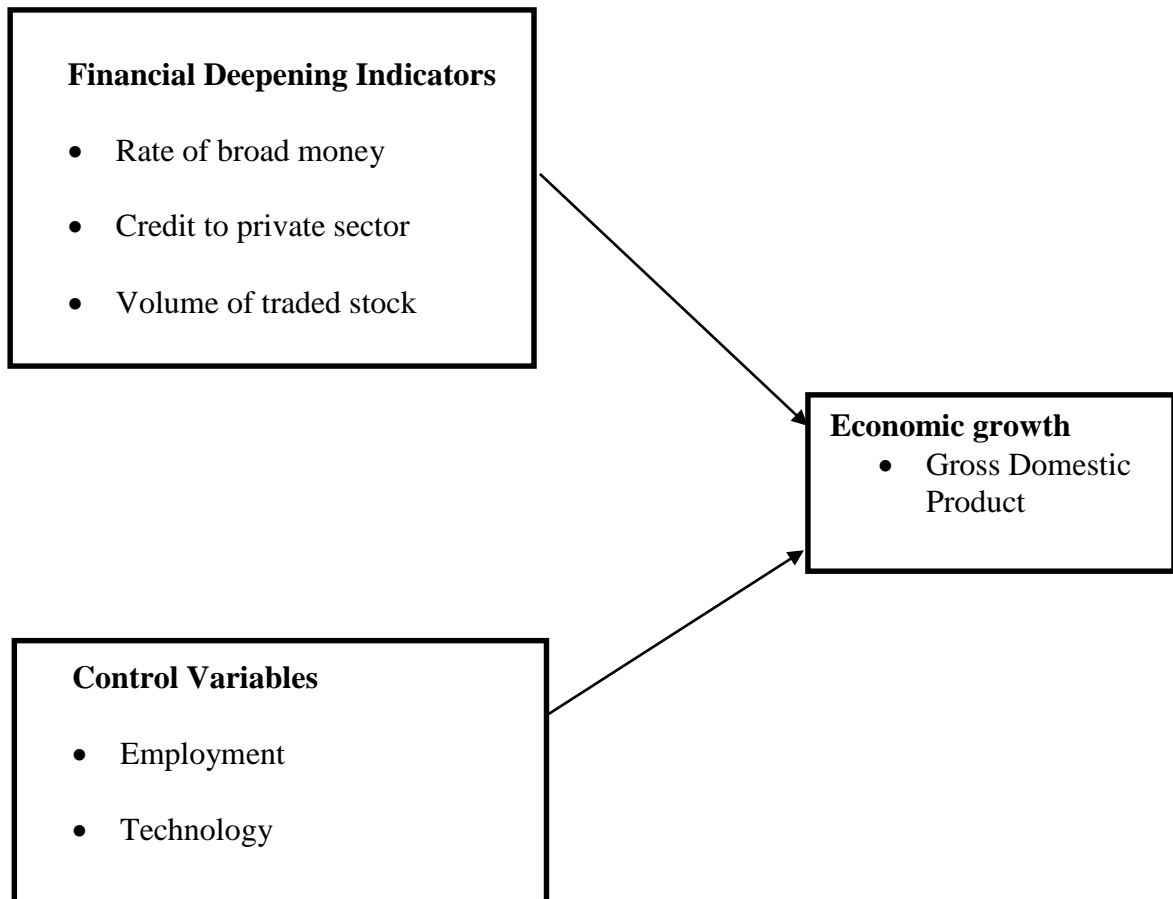 Financial Deepening Indicators
• Rate of broad money
• Credit to private sector
• Volume of traded stock
Economic growth
• Gross Domestic
Product
Control Variables
• Employment
• Technology